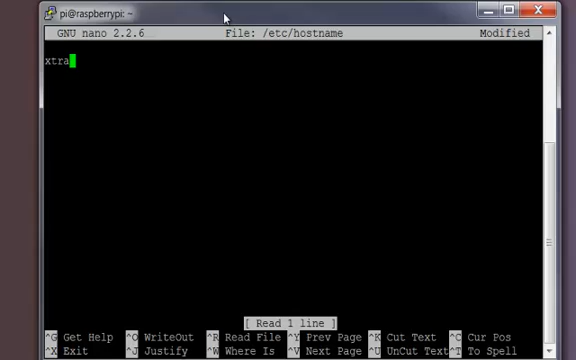 pi@raspberrypi: ~
GNU nano 2.2.6 File: /etc/hostname Modified
xtra
[ Read 1 line ]
^G Get Help ^O WriteOut ^R Read File ^Y Prev Page ^K Cut Text ^C Cur Pos
^X Exit ^J Justify ^W Where Is ^V Next Page ^U UnCut Text ^T To Spell